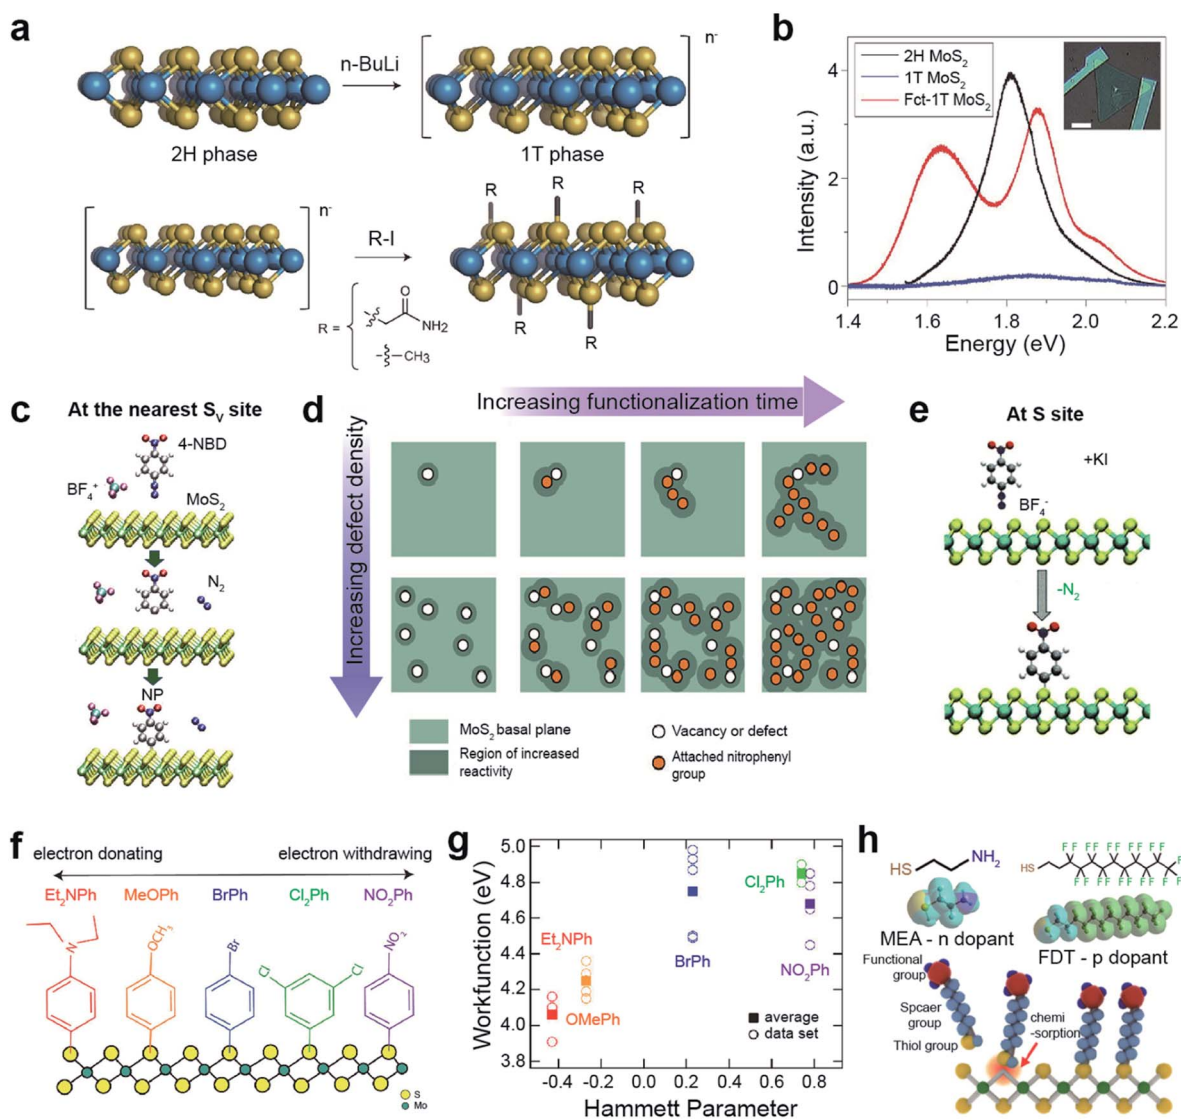 a
n-BuLi
n-
2H phase
1T phase
n-
R-I
R
R
R
R =
O
NH2
CH3
R
R
b
2H MoS2
1T MoS2
Fct-1T MoS2
Intensity (a.u.)
4
2
0
1.4
1.6
1.8
2.0
2.2
Energy (eV)
c
At the nearest SV site
4-NBD
BF4+
MoS2
N2
NP
d
Increasing functionalization time
Increasing defect density
MoS2 basal plane
Region of increased
reactivity
Vacancy or defect
Attached nitrophenyl
group
e
At S site
+KI
BF4-
-N2
f
electron donating
electron withdrawing
Et2NPh
MeOPh
BrPh
Cl2Ph
NO2Ph
N
OCH3
Br
Cl
Cl
NO2
S
Mo
g
Workfunction (eV)
5.0
4.8
4.6
4.4
4.2
4.0
3.8
Et2NPh
OMePh
BrPh
Cl2Ph
NO2Ph
average
data set
-0.4
-0.2
0.0
0.2
0.4
0.6
0.8
Hammett Parameter
h
HS
NH2
HS
F F F F F F
F F F F F F
MEA - n dopant
FDT - p dopant
Functional
group
Spcaer
group
Thiol group
chemi
-sorption